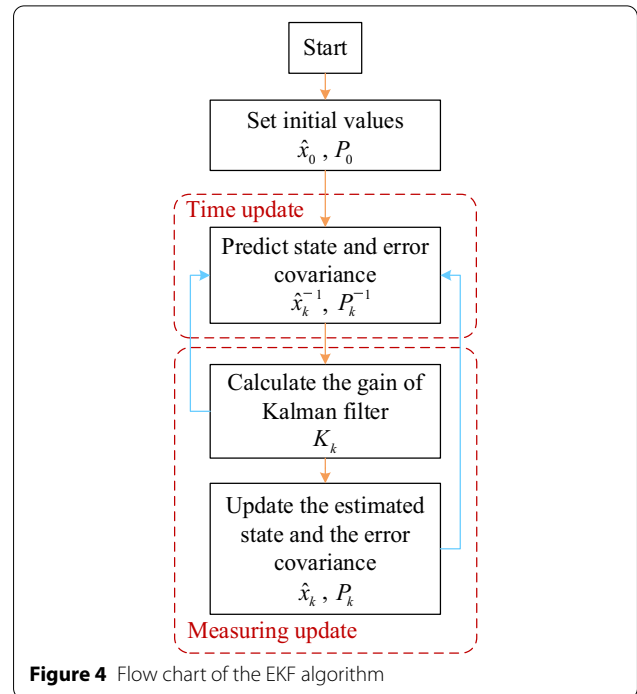 Start
Set initial values
x̂₀ , P₀
Time update
Predict state and error
covariance
x̂ₖ⁻¹, Pₖ⁻¹
Calculate the gain of
Kalman filter
Kₖ
Update the estimated
state and the error
covariance
x̂ₖ , Pₖ
Measuring update
Figure 4 Flow chart of the EKF algorithm